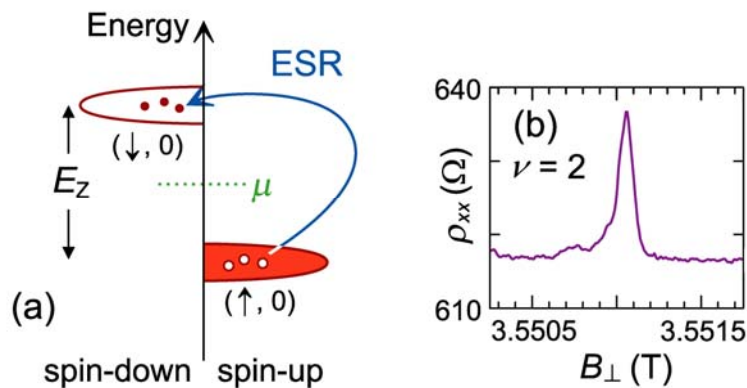 Energy
ESR
(↓, 0)
E_Z
μ
(↑, 0)
(a)
spin-down
spin-up
640
(b)
ν = 2
ρ_xx (Ω)
610
3.5505
3.5515
B_⊥ (T)